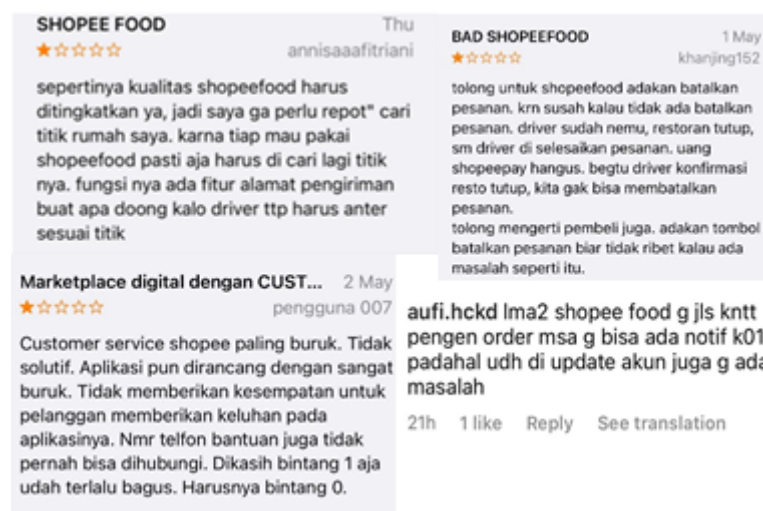 SHOPEE FOOD
Thu
annisaaafitriani
sepertinya kualitas shopeefood harus
ditingkatkan ya, jadi saya ga perlu repot" cari
titik rumah saya. karna tiap mau pakai
shopeefood pasti aja harus di cari lagi titik
nya. fungsi nya ada fitur alamat pengiriman
buat apa doong kalo driver ttp harus anter
sesuai titik
BAD SHOPEEFOOD
1 May
khanjing152
tolong untuk shopeefood adakan batalkan
pesanan. krn susah kalau tidak ada batalkan
pesanan. driver sudah nemu, restoran tutup,
sm driver di selesaikan pesanan. uang
shopeepay hangus. begtu driver konfirmasi
resto tutup, kita gak bisa membatalkan
pesanan.
tolong mengerti pembeli juga. adakan tombol
batalkan pesanan biar tidak ribet kalau ada
masalah seperti itu.
Marketplace digital dengan CUST...
2 May
pengguna 007
Customer service shopee paling buruk. Tidak
solutif. Aplikasi pun dirancang dengan sangat
buruk. Tidak memberikan kesempatan untuk
pelanggan memberikan keluhan pada
aplikasinya. Nmr telfon bantuan juga tidak
pernah bisa dihubungi. Dikasih bintang 1 aja
udah terlalu bagus. Harusnya bintang 0.
aufi.hckd lma2 shopee food g jls kntt
pengen order msa g bisa ada notif k01
padahal udh di update akun juga g ada
masalah
21h 1 like Reply See translation